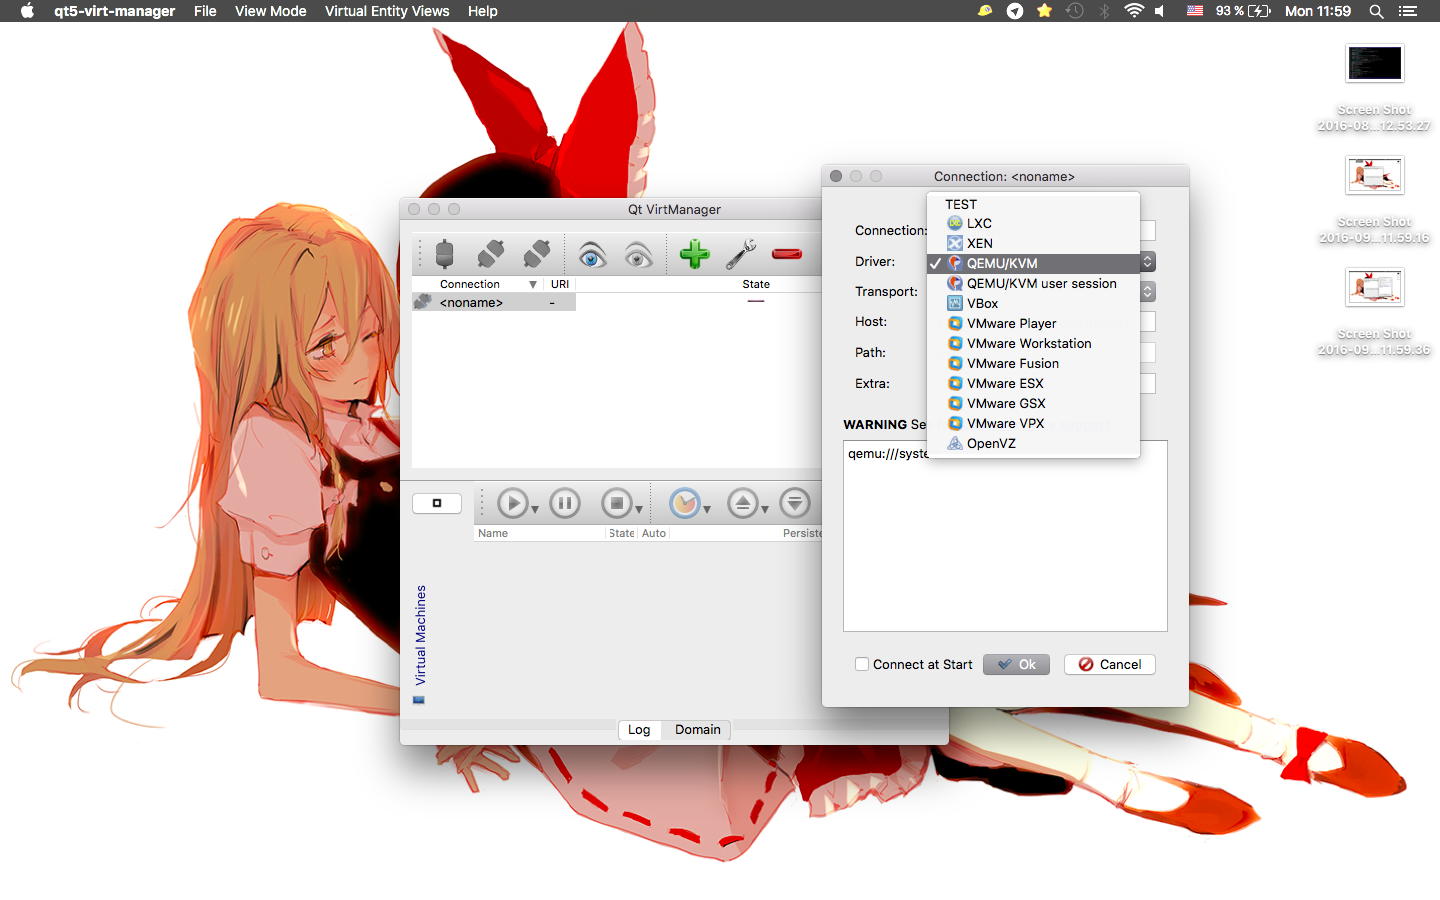 qt5-virt-manager File View Mode Virtual Entity Views Help 93 % Mon 11:59
Screen Shot
2016-08...12.53.27
Screen Shot
2016-09...11.59.16
Screen Shot
2016-09...11.59.36
Qt VirtManager
Connection URI State
<noname> -
Virtual Machines
Name State Auto Persiste
Log Domain
Connection: <noname>
Connection:
Driver:
Transport:
Host:
Path:
Extra:
TEST
LXC
XEN
✓ QEMU/KVM
QEMU/KVM user session
VBox
VMware Player
VMware Workstation
VMware Fusion
VMware ESX
VMware GSX
VMware VPX
OpenVZ
WARNING Se
qemu:///syste
Connect at Start Ok Cancel